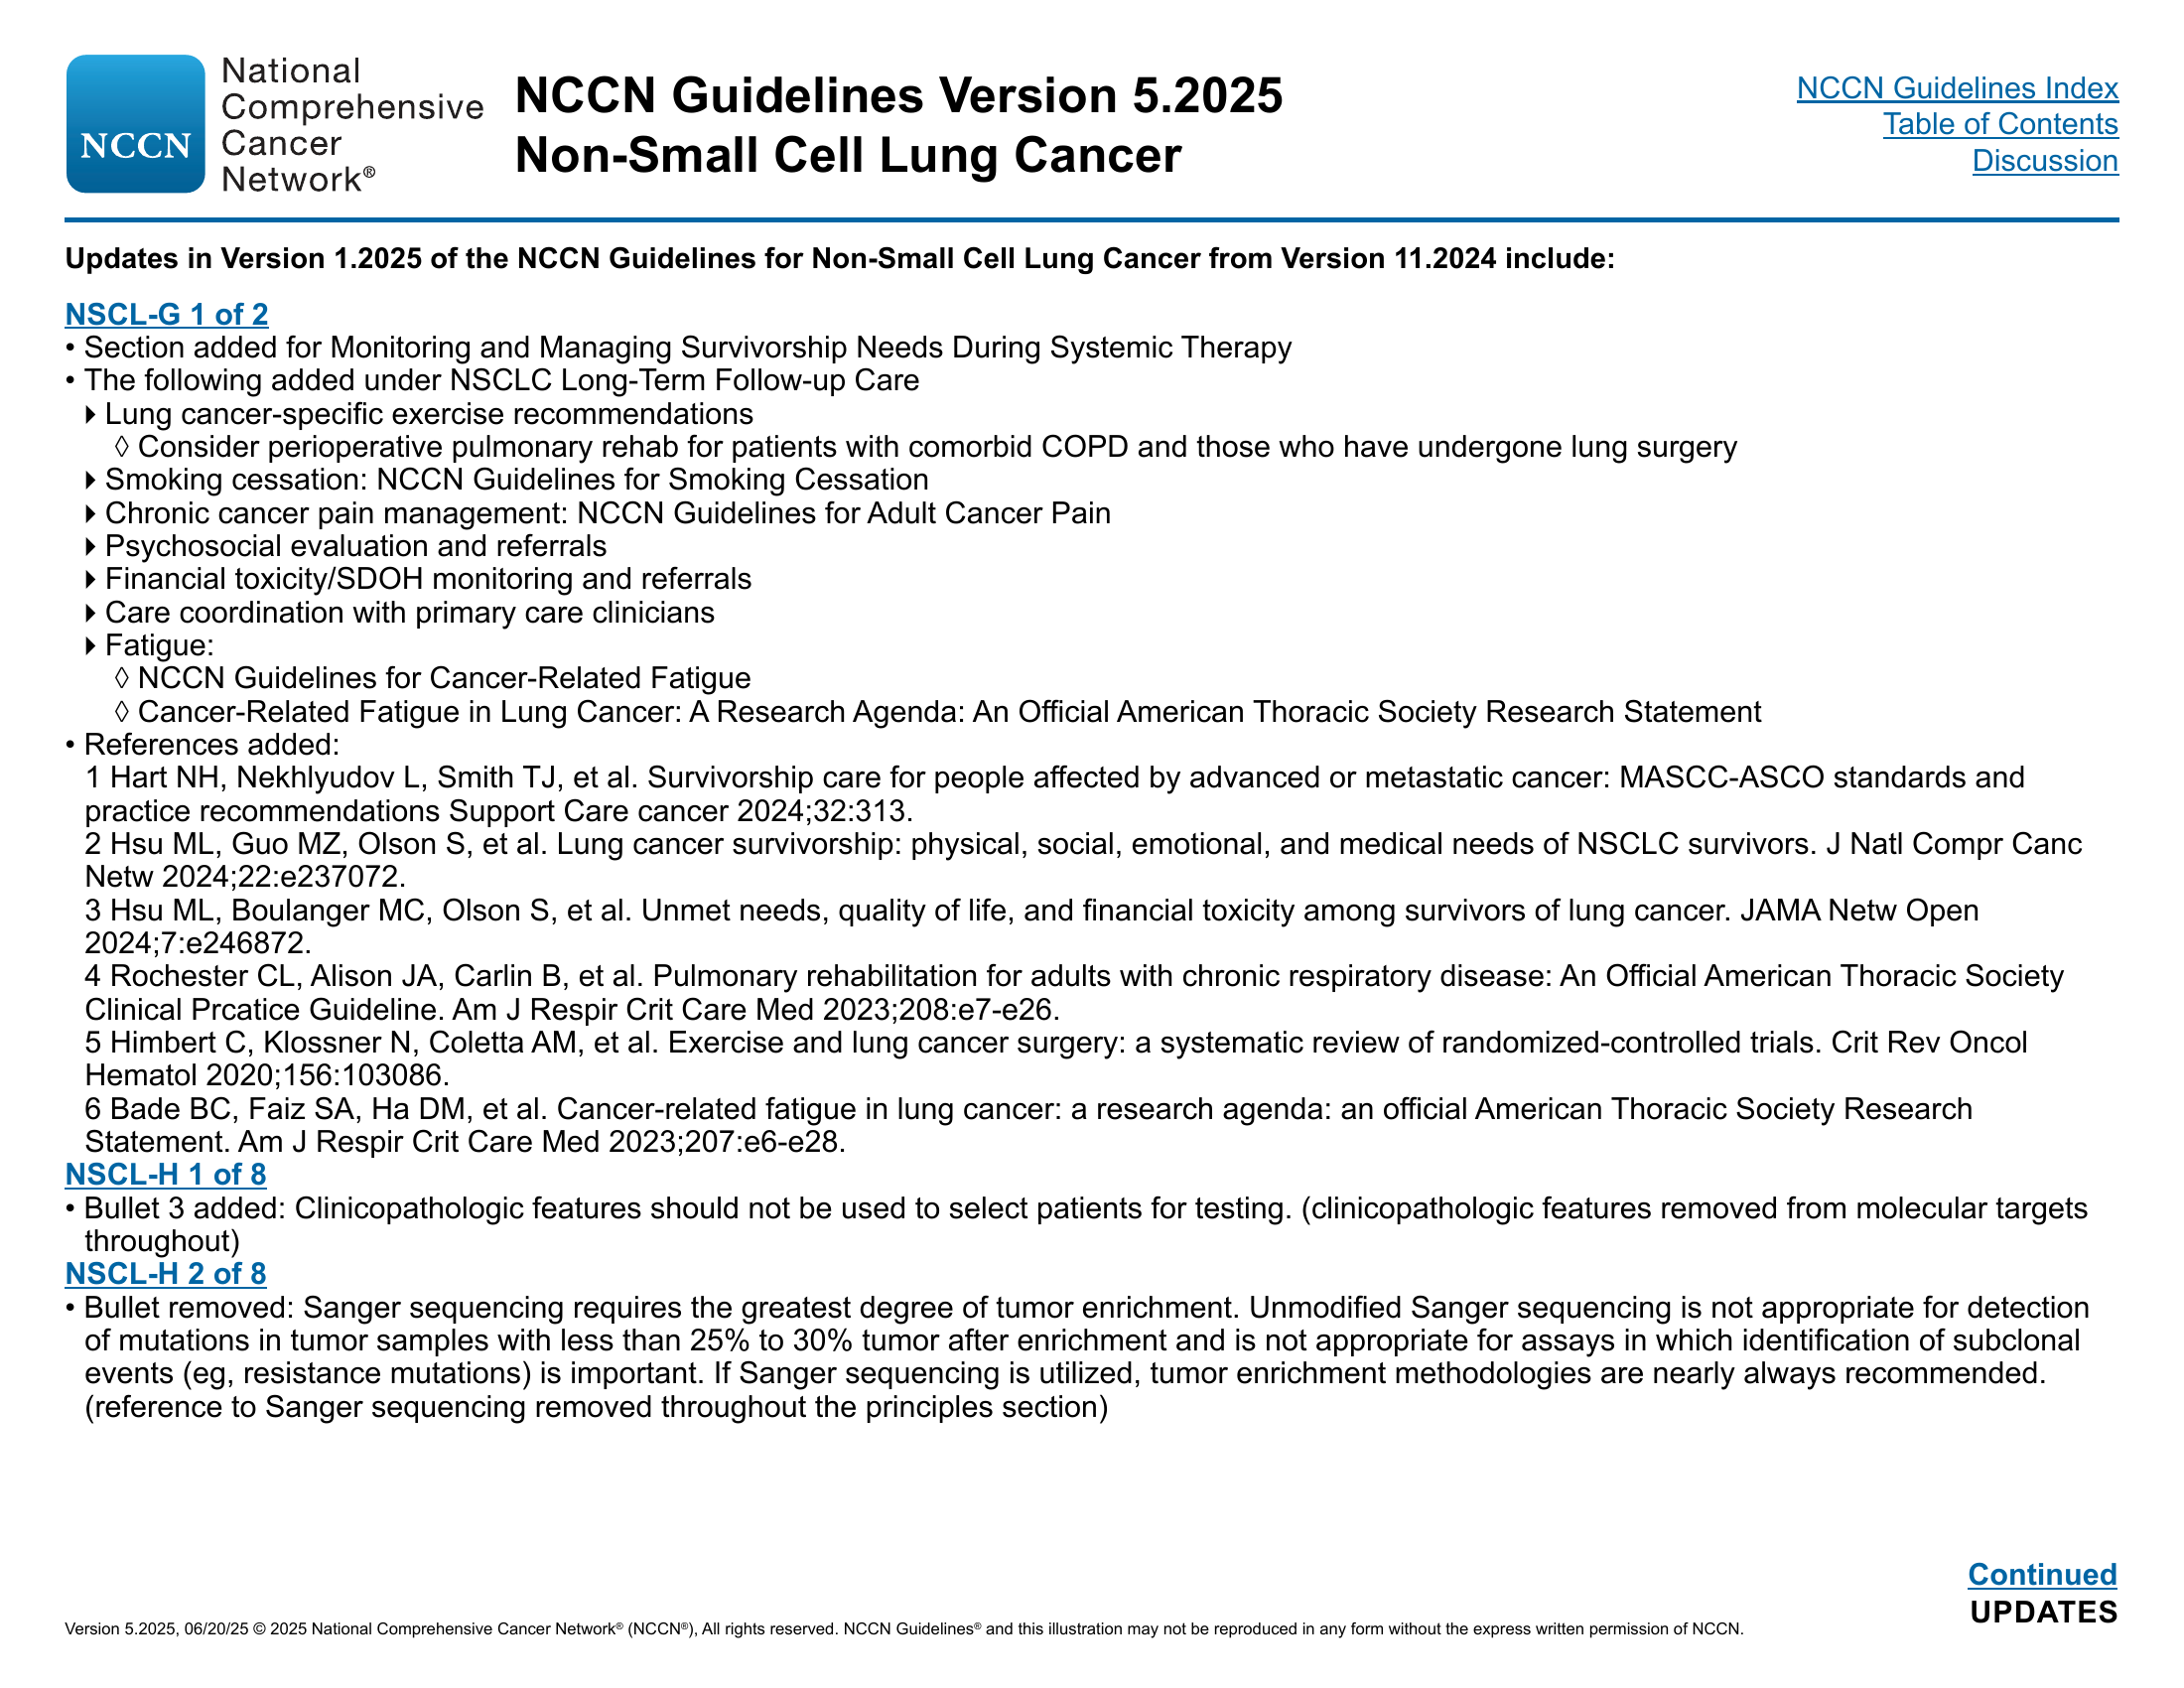 National
Comprehensive
NCCN
Cancer
Network®
NCCN Guidelines Version 5.2025
Non-Small Cell Lung Cancer
NCCN Guidelines Index
Table of Contents
Discussion
Updates in Version 1.2025 of the NCCN Guidelines for Non-Small Cell Lung Cancer from Version 11.2024 include:
NSCL-G 1 of 2
• Section added for Monitoring and Managing Survivorship Needs During Systemic Therapy
• The following added under NSCLC Long-Term Follow-up Care
▸ Lung cancer-specific exercise recommendations
◊ Consider perioperative pulmonary rehab for patients with comorbid COPD and those who have undergone lung surgery
▸ Smoking cessation: NCCN Guidelines for Smoking Cessation
▸ Chronic cancer pain management: NCCN Guidelines for Adult Cancer Pain
▸ Psychosocial evaluation and referrals
▸ Financial toxicity/SDOH monitoring and referrals
▸ Care coordination with primary care clinicians
▸ Fatigue:
◊ NCCN Guidelines for Cancer-Related Fatigue
◊ Cancer-Related Fatigue in Lung Cancer: A Research Agenda: An Official American Thoracic Society Research Statement
• References added:
1 Hart NH, Nekhlyudov L, Smith TJ, et al. Survivorship care for people affected by advanced or metastatic cancer: MASCC-ASCO standards and
practice recommendations Support Care cancer 2024;32:313.
2 Hsu ML, Guo MZ, Olson S, et al. Lung cancer survivorship: physical, social, emotional, and medical needs of NSCLC survivors. J Natl Compr Canc
Netw 2024;22:e237072.
3 Hsu ML, Boulanger MC, Olson S, et al. Unmet needs, quality of life, and financial toxicity among survivors of lung cancer. JAMA Netw Open
2024;7:e246872.
4 Rochester CL, Alison JA, Carlin B, et al. Pulmonary rehabilitation for adults with chronic respiratory disease: An Official American Thoracic Society
Clinical Prcatice Guideline. Am J Respir Crit Care Med 2023;208:e7-e26.
5 Himbert C, Klossner N, Coletta AM, et al. Exercise and lung cancer surgery: a systematic review of randomized-controlled trials. Crit Rev Oncol
Hematol 2020;156:103086.
6 Bade BC, Faiz SA, Ha DM, et al. Cancer-related fatigue in lung cancer: a research agenda: an official American Thoracic Society Research
Statement. Am J Respir Crit Care Med 2023;207:e6-e28.
NSCL-H 1 of 8
• Bullet 3 added: Clinicopathologic features should not be used to select patients for testing. (clinicopathologic features removed from molecular targets
throughout)
NSCL-H 2 of 8
• Bullet removed: Sanger sequencing requires the greatest degree of tumor enrichment. Unmodified Sanger sequencing is not appropriate for detection
of mutations in tumor samples with less than 25% to 30% tumor after enrichment and is not appropriate for assays in which identification of subclonal
events (eg, resistance mutations) is important. If Sanger sequencing is utilized, tumor enrichment methodologies are nearly always recommended.
(reference to Sanger sequencing removed throughout the principles section)
Continued
UPDATES
Version 5.2025, 06/20/25 © 2025 National Comprehensive Cancer Network® (NCCN®), All rights reserved. NCCN Guidelines® and this illustration may not be reproduced in any form without the express written permission of NCCN.